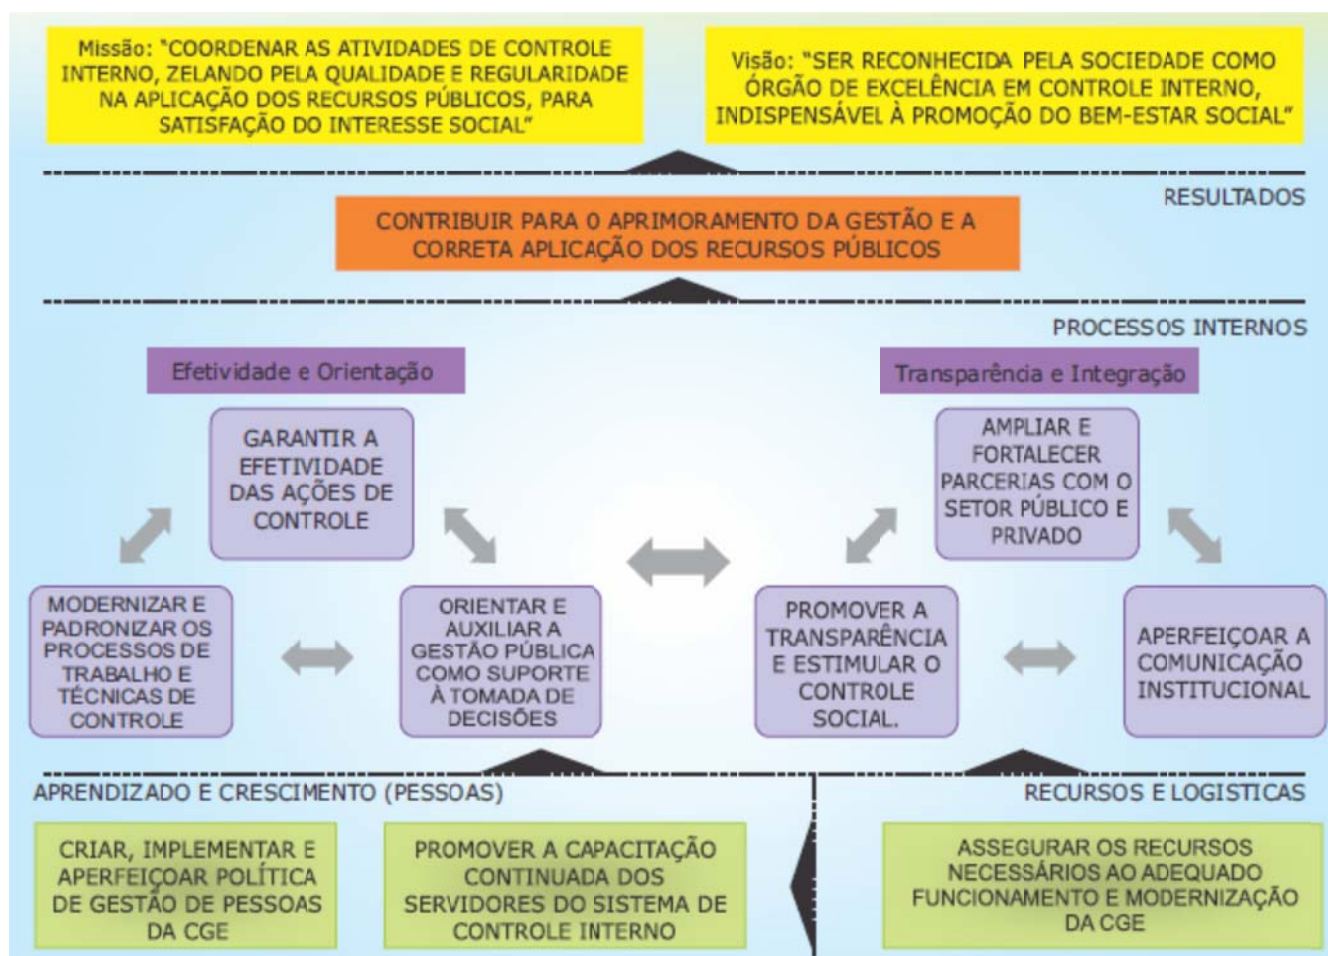 Missão: “COORDENAR AS ATIVIDADES DE CONTROLE
INTERNO, ZELANDO PELA QUALIDADE E REGULARIDADE
NA APLICAÇÃO DOS RECURSOS PÚBLICOS, PARA
SATISFAÇÃO DO INTERESSE SOCIAL”
Visão: “SER RECONHECIDA PELA SOCIEDADE COMO
ÓRGÃO DE EXCELÊNCIA EM CONTROLE INTERNO,
INDISPENSÁVEL À PROMOÇÃO DO BEM-ESTAR SOCIAL”
RESULTADOS
CONTRIBUIR PARA O APRIMORAMENTO DA GESTÃO E A
CORRETA APLICAÇÃO DOS RECURSOS PÚBLICOS
PROCESSOS INTERNOS
Efetividade e Orientação
GARANTIR A
EFETIVIDADE
DAS AÇÕES DE
CONTROLE
MODERNIZAR E
PADRONIZAR OS
PROCESSOS DE
TRABALHO E
TÉCNICAS DE
CONTROLE
ORIENTAR E
AUXILIAR A
GESTÃO PÚBLICA
COMO SUPORTE
À TOMADA DE
DECISÕES
Transparência e Integração
AMPLIAR E
FORTALECER
PARCERIAS COM O
SETOR PÚBLICO E
PRIVADO
PROMOVER A
TRANSPARÊNCIA
E ESTIMULAR O
CONTROLE
SOCIAL.
APERFEIÇOAR A
COMUNICAÇÃO
INSTITUCIONAL
APRENDIZADO E CRESCIMENTO (PESSOAS)
CRIAR, IMPLEMENTAR E
APERFEIÇOAR POLÍTICA
DE GESTÃO DE PESSOAS
DA CGE
PROMOVER A CAPACITAÇÃO
CONTINUADA DOS
SERVIDORES DO SISTEMA DE
CONTROLE INTERNO
RECURSOS E LOGISTICAS
ASSEGURAR OS RECURSOS
NECESSÁRIOS AO ADEQUADO
FUNCIONAMENTO E MODERNIZAÇÃO
DA CGE